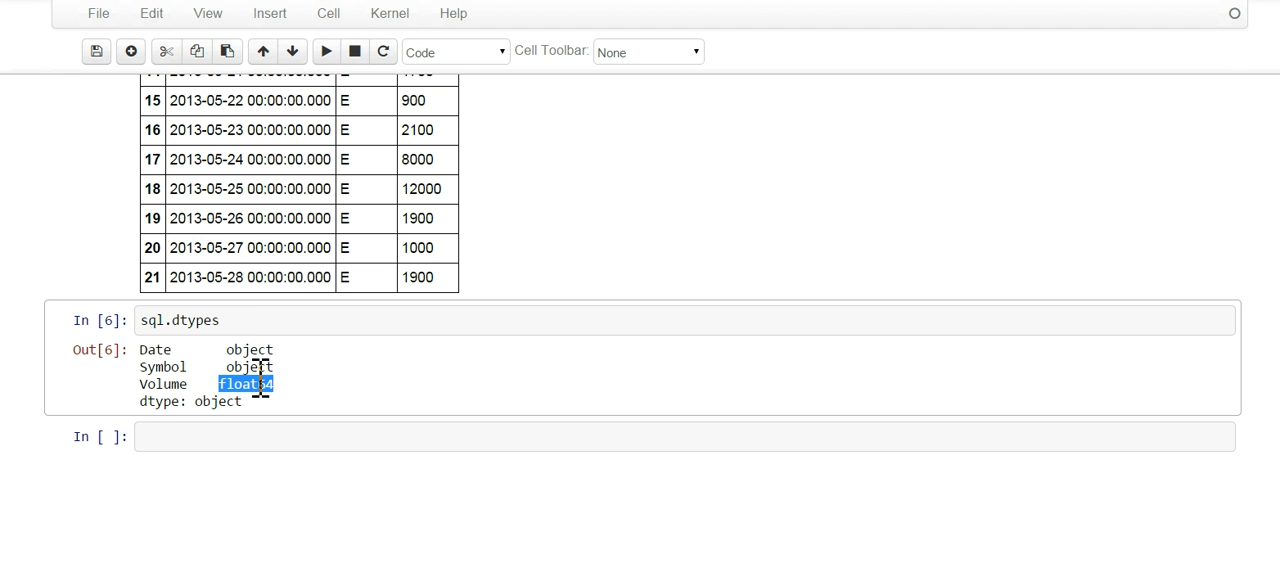 File Edit View Insert Cell Kernel Help
Code Cell Toolbar: None
15 2013-05-22 00:00:00.000 E 900
16 2013-05-23 00:00:00.000 E 2100
17 2013-05-24 00:00:00.000 E 8000
18 2013-05-25 00:00:00.000 E 12000
19 2013-05-26 00:00:00.000 E 1900
20 2013-05-27 00:00:00.000 E 1000
21 2013-05-28 00:00:00.000 E 1900
In [6]: sql.dtypes
Out[6]: Date object
Symbol object
Volume float64
dtype: object
In [ ]: